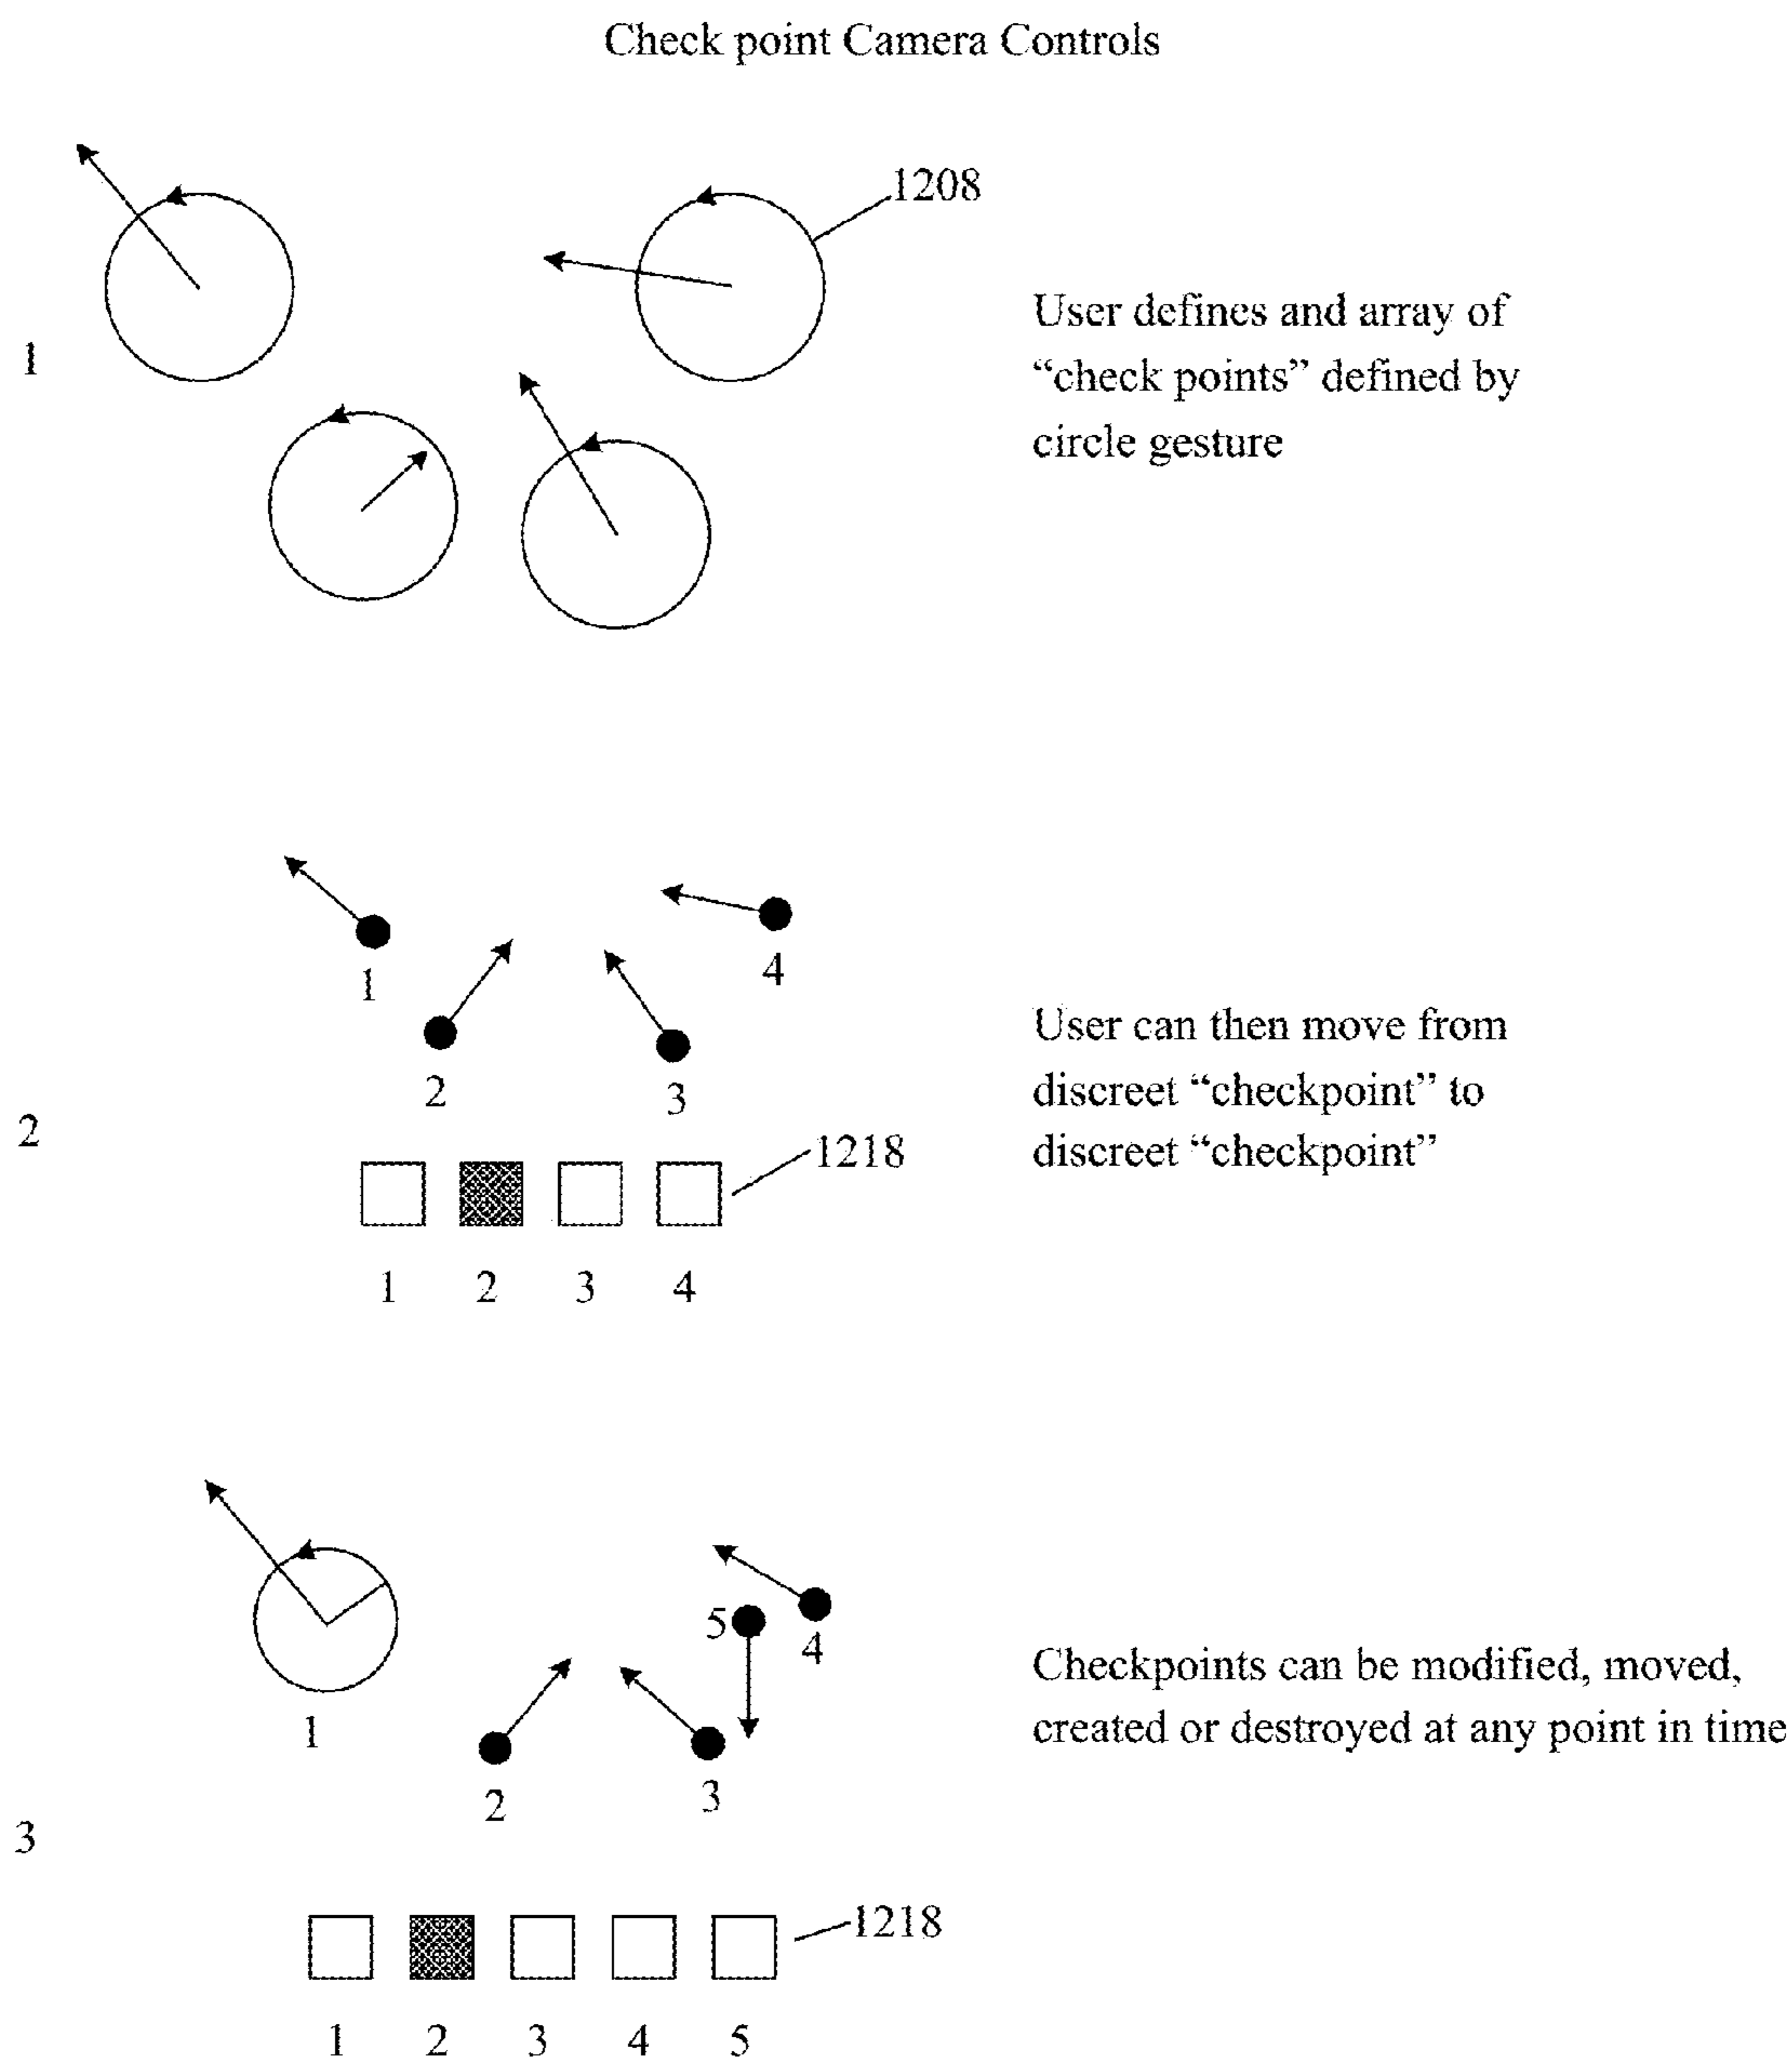 Check point Camera Controls
1208
User defines and array of
“check points” defined by
circle gesture
1
1
4
2
3
User can then move from
discreet “checkpoint” to
discreet “checkpoint”
2
1218
1 2 3 4
5
4
1
2
3
Checkpoints can be modified, moved,
created or destroyed at any point in time
3
1218
1 2 3 4 5